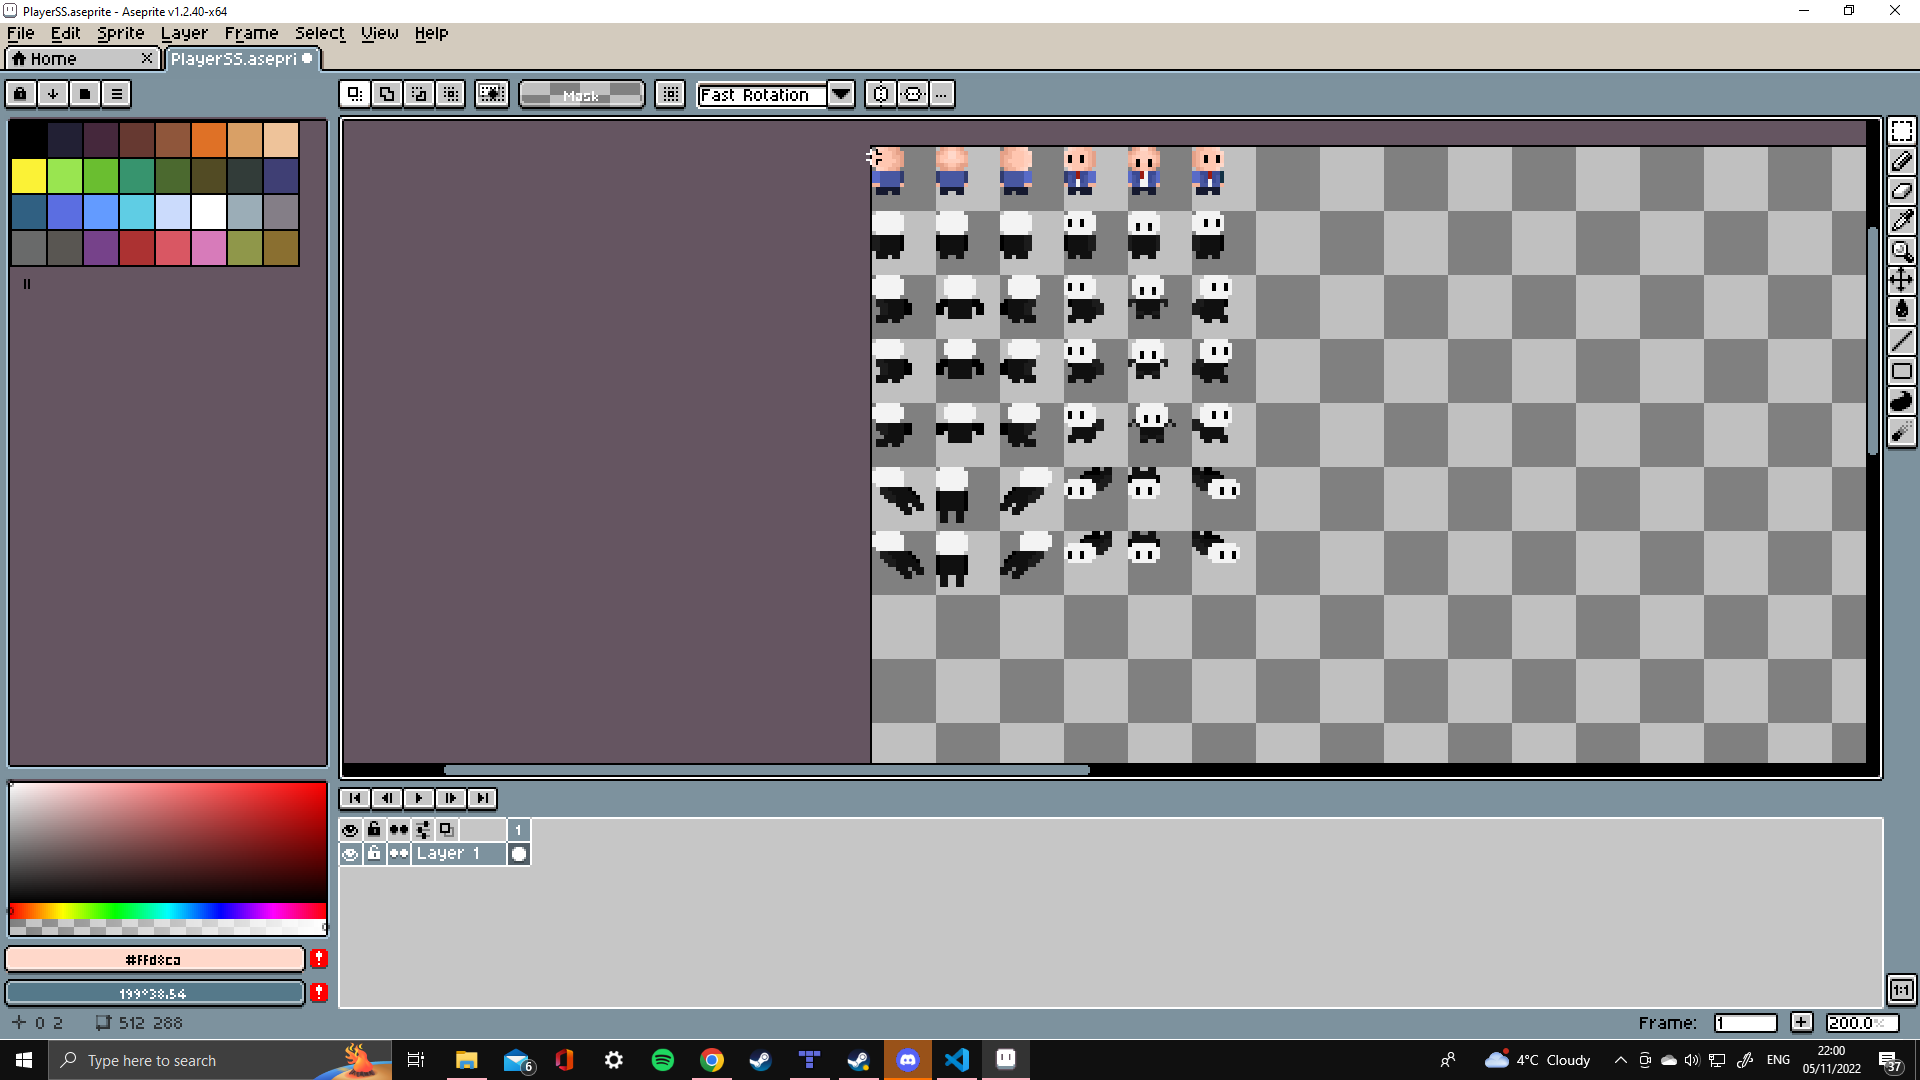 PlayerSS.aseprite - Aseprite v1.2.40-x64
File Edit Sprite Layer Frame Select View Help
Home
PlayerSS.asepri
Mask
Fast Rotation
...
1
Layer 1
#ffd8ca
199°38.54
0 2
512 288
1:1
Frame: 1
200.0%
Type here to search
6
4°C Cloudy
ENG
22:00
05/11/2022
37